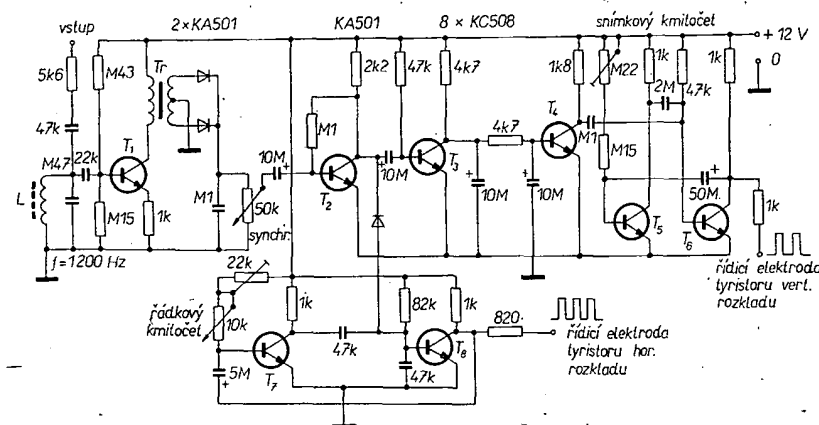 vstup
2×KA501
KA501
8 × KC508
snímkový kmitočet
+ 12 V
0
5k6
M43
Tr
2k2
47k
4k7
1k8
M22
1k
2M
47k
1k
47k
M47
22k
T1
M1
10M
+
M1
T2
+
10M
T3
4k7
T4
M1
M15
+
50M
L
M15
1k
50k
synchr.
+
10M
+
10M
T5
T6
1k
f=1200 Hz
řídicí elektroda
tyristoru vert.
rozkladu
22k
řádkový
kmitočet
10k
1k
82k
1k
820
řídicí elektroda
tyristoru hor.
rozkladu
T7
47k
T8
5M
+
47k